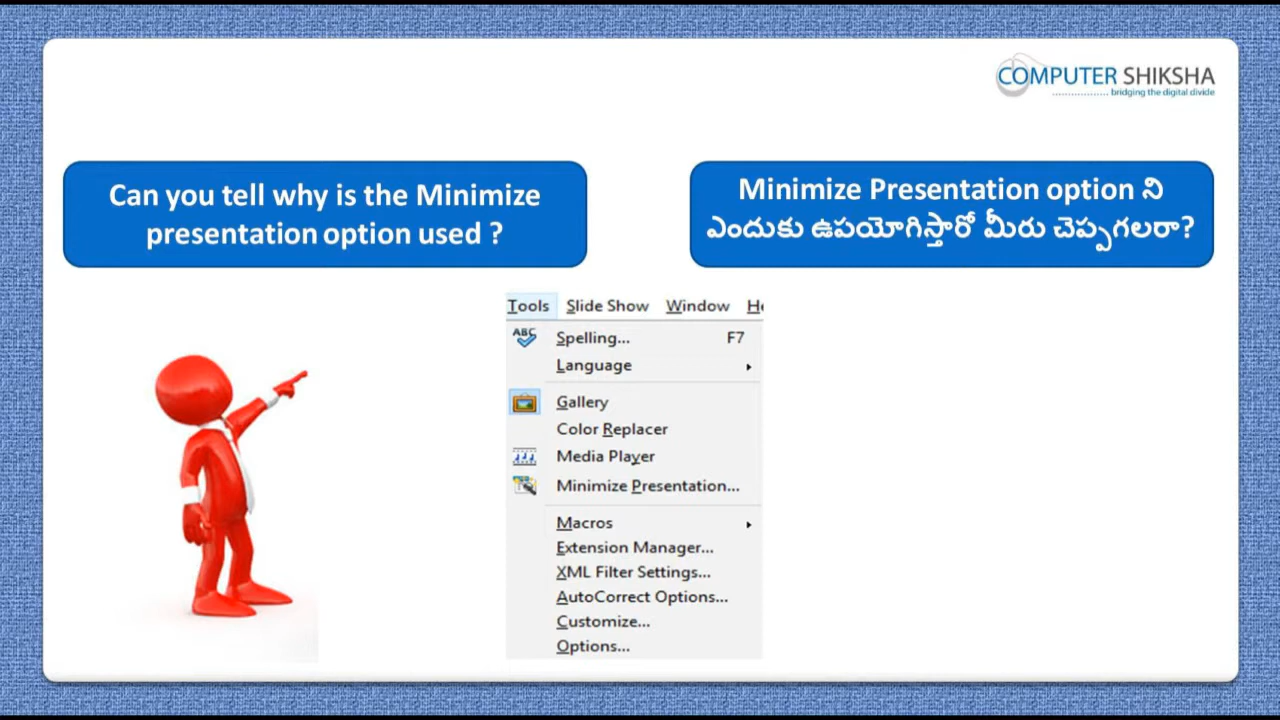 COMPUTER SHIKSHA
bridging the digital divide
Can you tell why is the Minimize
presentation option used ?
Minimize Presentation option ని
ఎందుకు ఉపయోగిస్తారో మీరు చెప్పగలరా?
Tools Slide Show Window He
ABC Spelling... F7
Language
Gallery
Color Replacer
Media Player
Minimize Presentation...
Macros
Extension Manager...
XML Filter Settings...
AutoCorrect Options...
Customize...
Options...